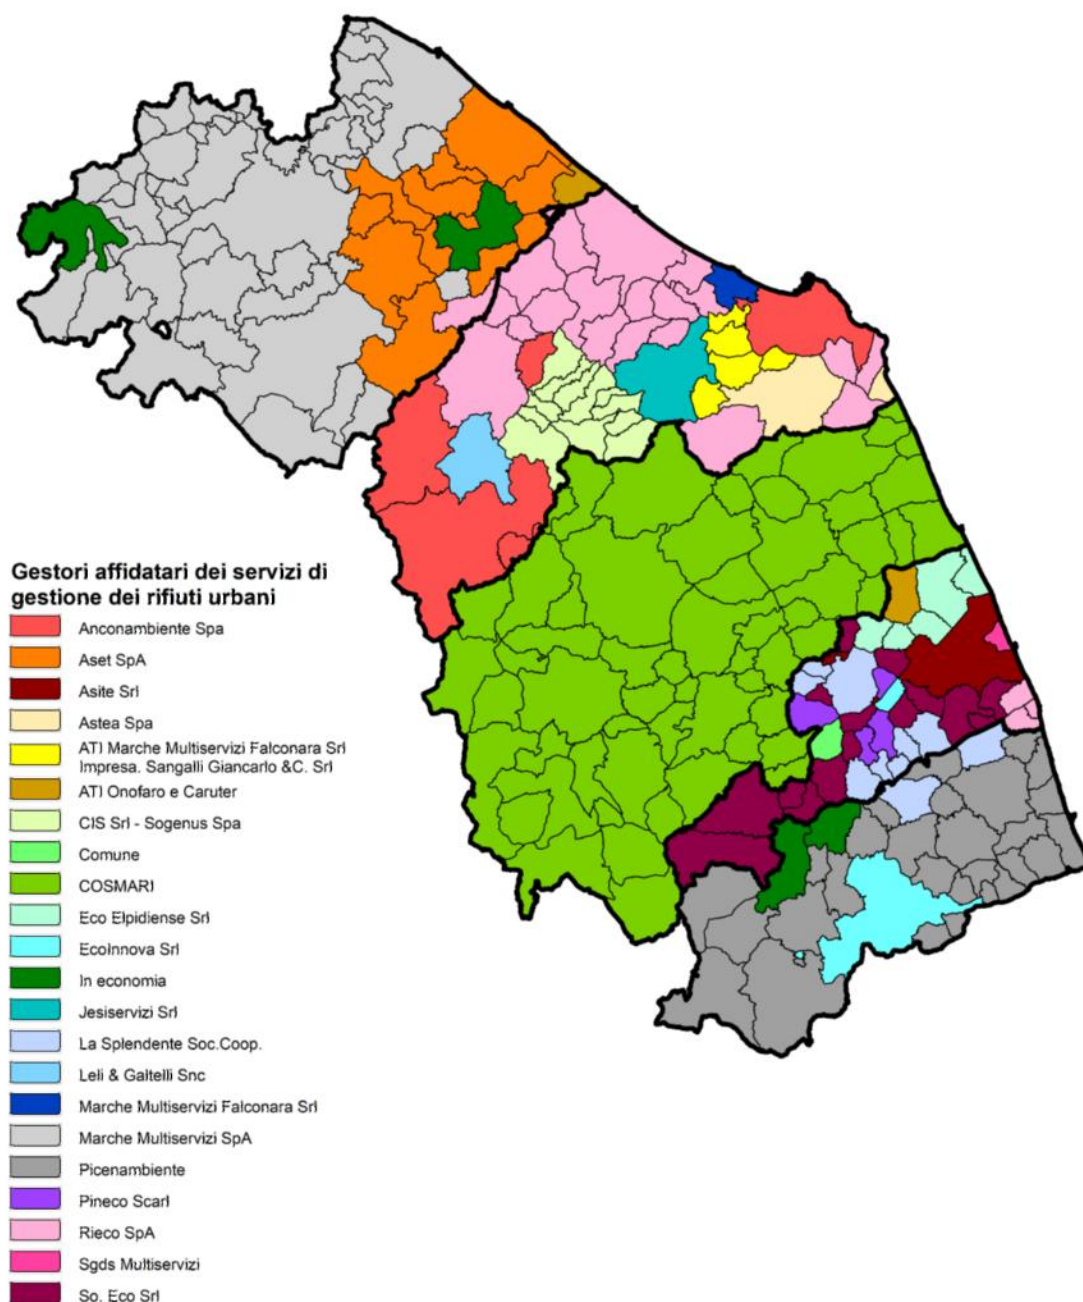 Gestori affidatari dei servizi di
gestione dei rifiuti urbani
Anconambiente Spa
Aset SpA
Asite Srl
Astea Spa
ATI Marche Multiservizi Falconara Srl
Impresa. Sangalli Giancarlo &C. Srl
ATI Onofaro e Caruter
CIS Srl - Sogenus Spa
Comune
COSMARI
Eco Elpidiense Srl
EcoInnova Srl
In economia
Jesiservizi Srl
La Splendente Soc.Coop.
Leli & Galtelli Snc
Marche Multiservizi Falconara Srl
Marche Multiservizi SpA
Picenambiente
Pineco Scarl
Rieco SpA
Sgds Multiservizi
So. Eco Srl